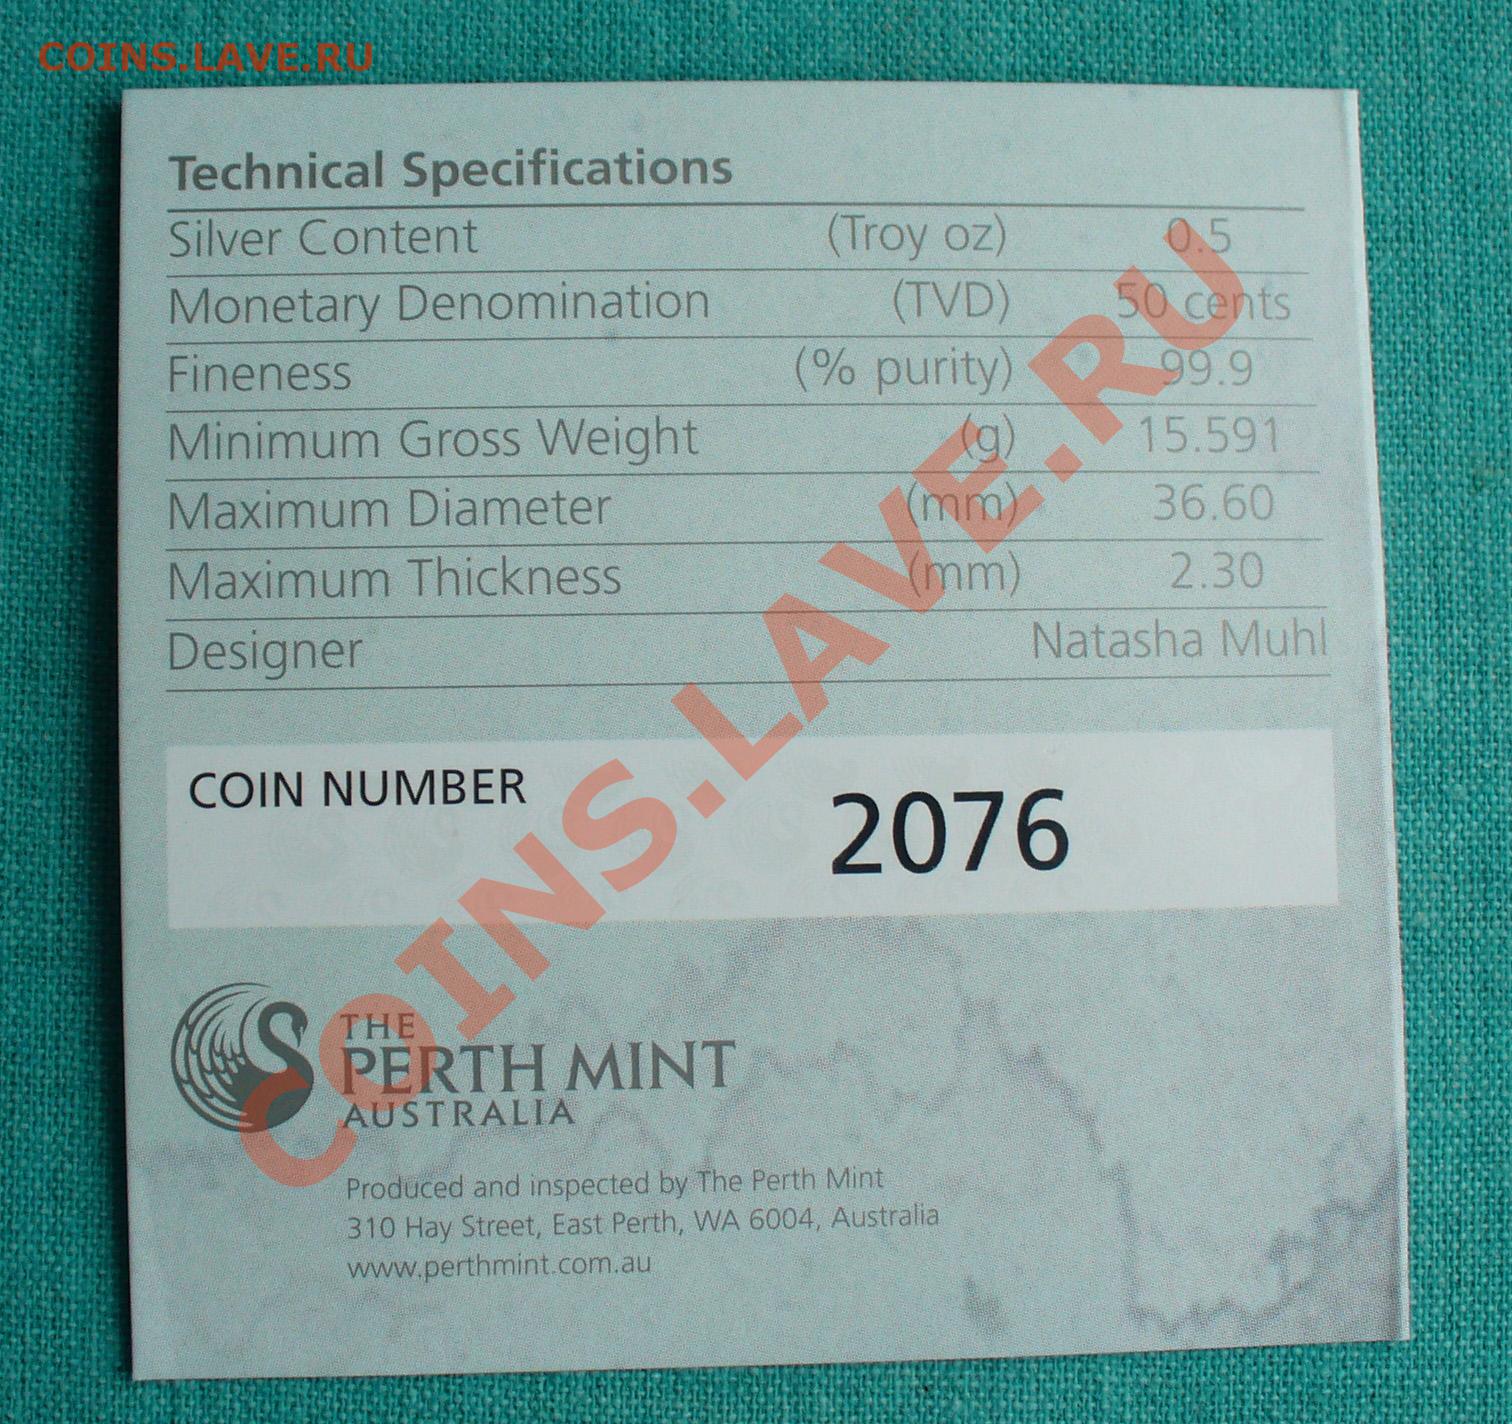 COINS.LAVE.RU
Technical Specifications
Silver Content (Troy oz) 0.5
Monetary Denomination (TVD) 50 cents
Fineness (% purity) 99.9
Minimum Gross Weight (g) 15.591
Maximum Diameter (mm) 36.60
Maximum Thickness (mm) 2.30
Designer Natasha Muhl
COIN NUMBER 2076
COINS.LAVE.RU
THE
PERTH MINT
AUSTRALIA
Produced and inspected by The Perth Mint
310 Hay Street, East Perth, WA 6004, Australia
www.perthmint.com.au